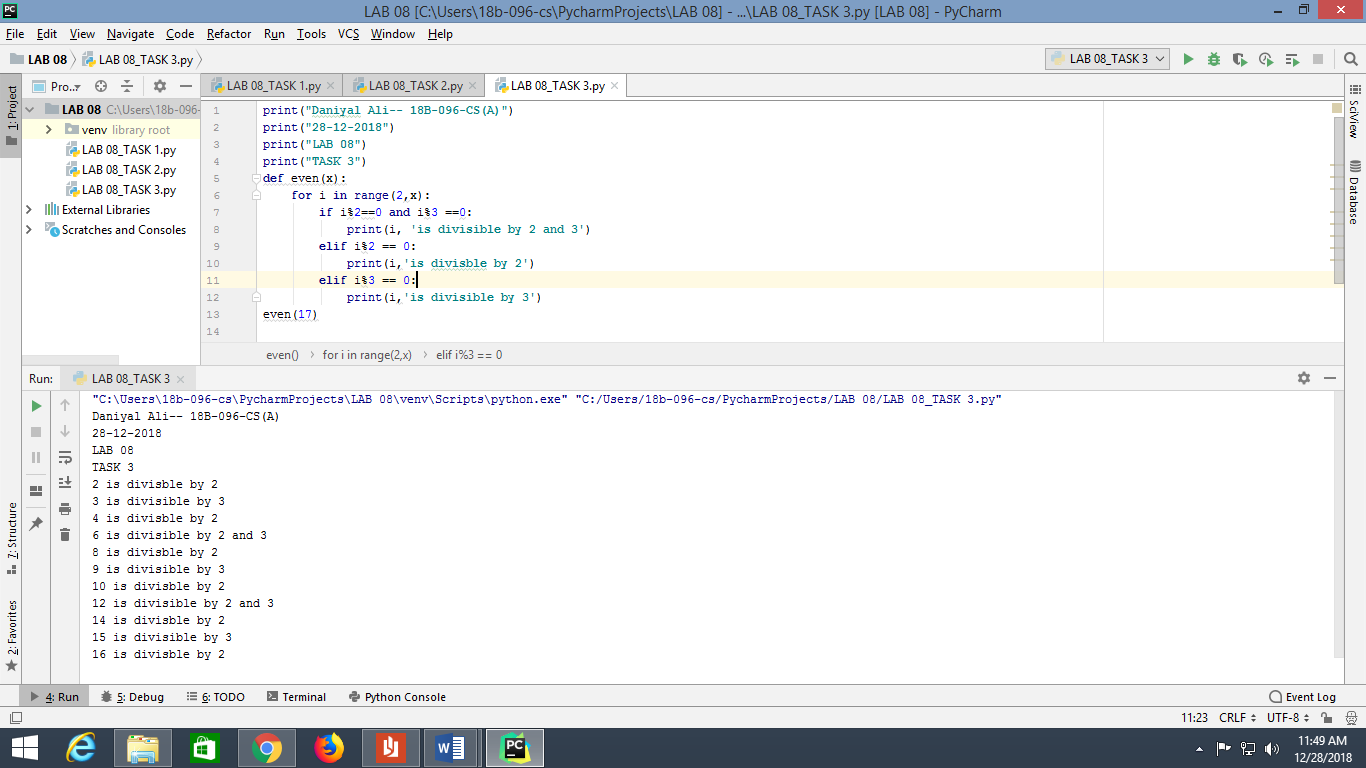 LAB 08 [C:\Users\18b-096-cs\PycharmProjects\LAB 08] - ...\LAB 08_TASK 3.py [LAB 08] - PyCharm
File Edit View Navigate Code Refactor Run Tools VCS Window Help
LAB 08 LAB 08_TASK 3.py LAB 08_TASK 3
1: Project
Pro.. LAB 08_TASK 1.py LAB 08_TASK 2.py LAB 08_TASK 3.py
LAB 08 C:\Users\18b-096-
venv library root
LAB 08_TASK 1.py
LAB 08_TASK 2.py
LAB 08_TASK 3.py
External Libraries
Scratches and Consoles
1 print("Daniyal Ali-- 18B-096-CS(A)")
2 print("28-12-2018")
3 print("LAB 08")
4 print("TASK 3")
5 def even(x):
6     for i in range(2,x):
7         if i%2==0 and i%3 ==0:
8             print(i, 'is divisible by 2 and 3')
9         elif i%2 == 0:
10             print(i,'is divisble by 2')
11         elif i%3 == 0:
12             print(i,'is divisible by 3')
13 even(17)
14
SciView
Database
even() for i in range(2,x) elif i%3 == 0
Run: LAB 08_TASK 3
"C:\Users\18b-096-cs\PycharmProjects\LAB 08\venv\Scripts\python.exe" "C:/Users/18b-096-cs/PycharmProjects/LAB 08/LAB 08_TASK 3.py"
Daniyal Ali-- 18B-096-CS(A)
28-12-2018
LAB 08
TASK 3
2 is divisble by 2
3 is divisible by 3
4 is divisble by 2
6 is divisible by 2 and 3
8 is divisble by 2
9 is divisible by 3
10 is divisble by 2
12 is divisible by 2 and 3
14 is divisble by 2
15 is divisible by 3
16 is divisble by 2
7: Structure
2: Favorites
4: Run 5: Debug 6: TODO Terminal Python Console Event Log
11:23 CRLF UTF-8
PC
11:49 AM
12/28/2018